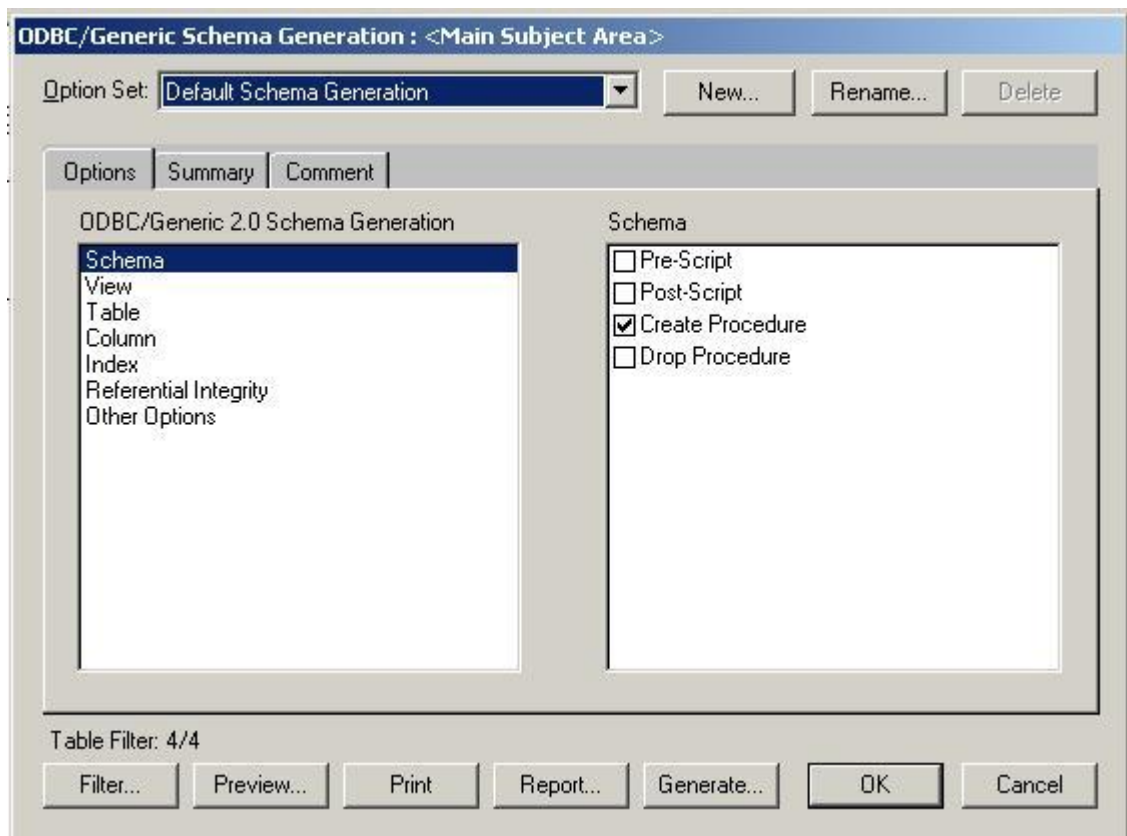 ODBC/Generic Schema Generation : <Main Subject Area>
Option Set: Default Schema Generation New... Rename... Delete
Options Summary Comment
ODBC/Generic 2.0 Schema Generation
Schema
View
Table
Column
Index
Referential Integrity
Other Options
Schema
Pre-Script
Post-Script
Create Procedure
Drop Procedure
Table Filter: 4/4
Filter... Preview... Print Report... Generate... OK Cancel